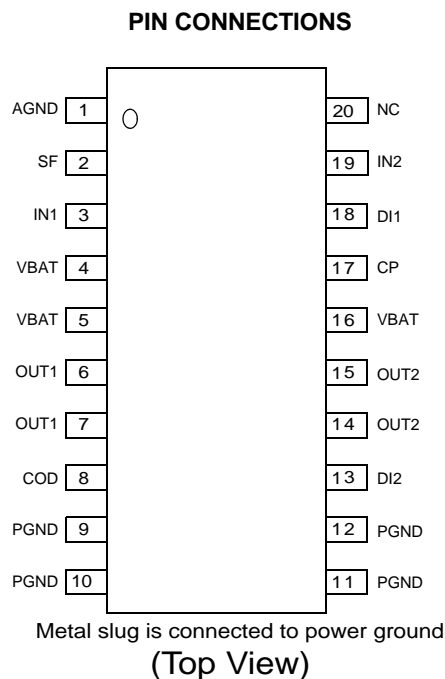 PIN CONNECTIONS
AGND 1 20 NC
SF 2 19 IN2
IN1 3 18 DI1
VBAT 4 17 CP
VBAT 5 16 VBAT
OUT1 6 15 OUT2
OUT1 7 14 OUT2
COD 8 13 DI2
PGND 9 12 PGND
PGND 10 11 PGND
Metal slug is connected to power ground
(Top View)